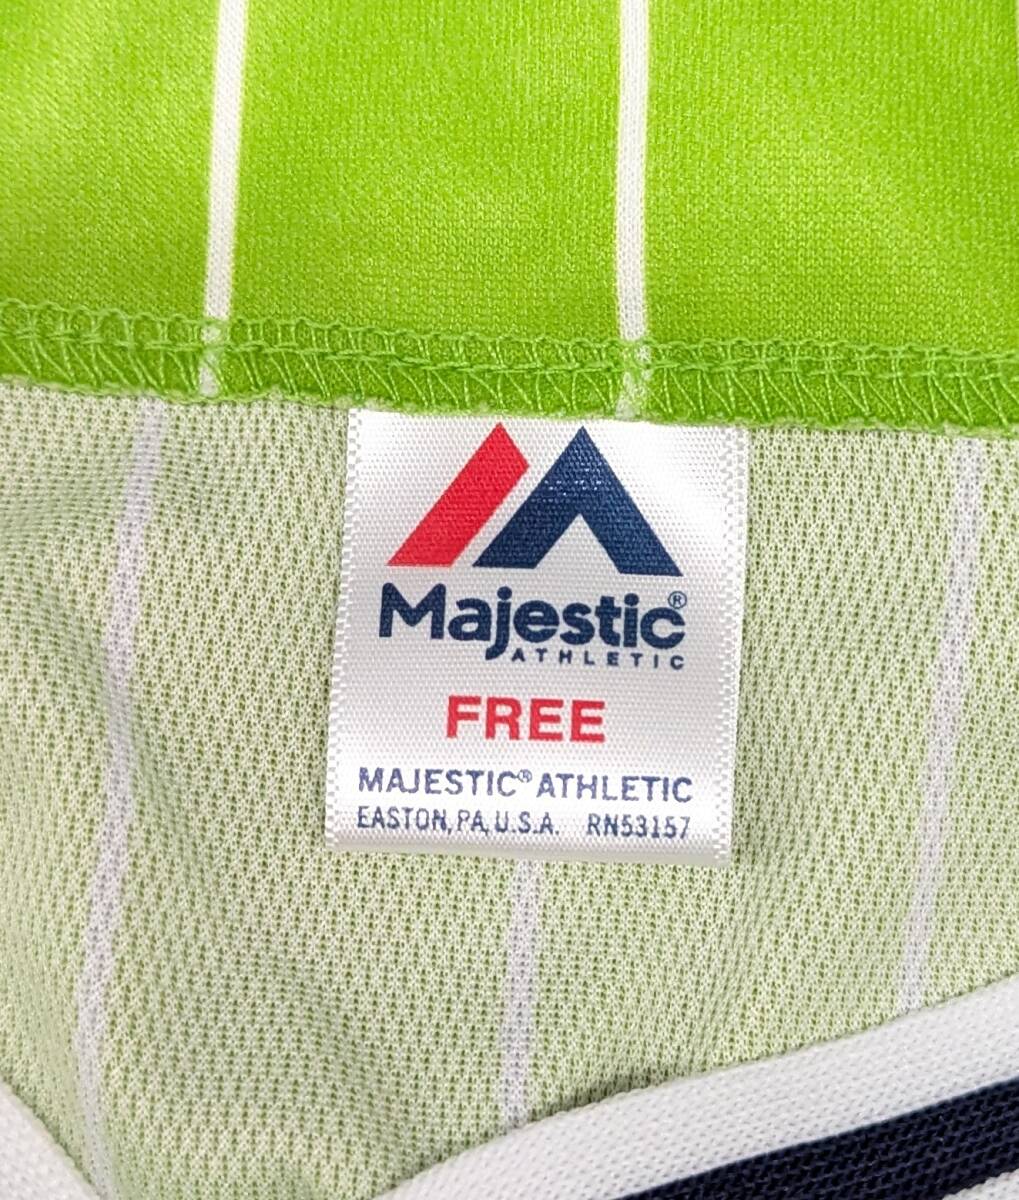 Majestic®
ATHLETIC
FREE
MAJESTIC® ATHLETIC
EASTON, PA, U.S.A. RN53157